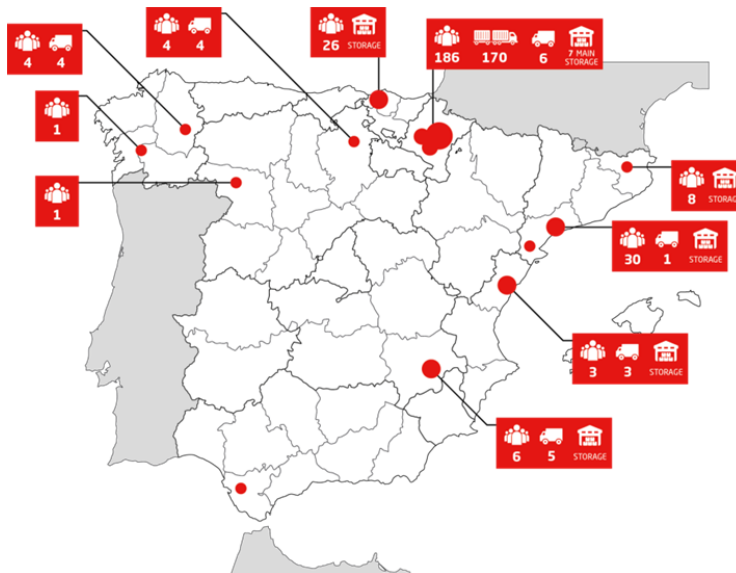 4 4
4 4
26 STORAGE
186 170 6 7 MAIN
STORAGE
1
1
8 STORAGE
30 1 STORAGE
3 3 STORAGE
6 5 STORAGE